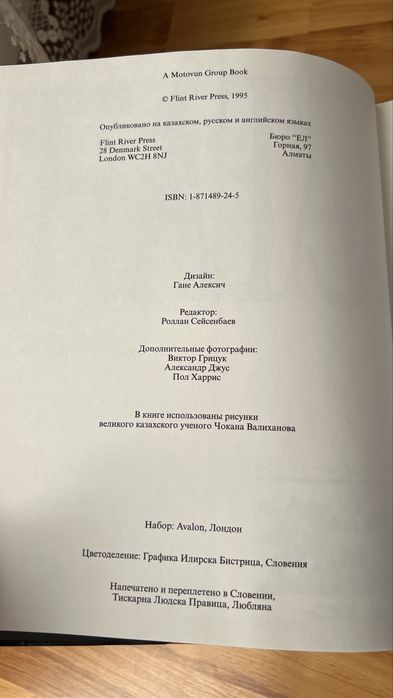 A Motovun Group Book
© Flint River Press, 1995
Опубликовано на казахском, русском и английском языках
Flint River Press
28 Denmark Street
London WC2H 8NJ
Бюро "ЕЛ"
Горная, 97
Алматы
ISBN: 1-871489-24-5
Дизайн:
Гане Алексич
Редактор:
Роллан Сейсенбаев
Дополнительные фотографии:
Виктор Грицук
Александр Джус
Пол Харрис
В книге использованы рисунки
великого казахского ученого Чокана Валиханова
Набор: Avalon, Лондон
Цветоделение: Графика Илирска Бистрица, Словения
Напечатано и переплетено в Словении,
Тискарна Людска Правица, Любляна